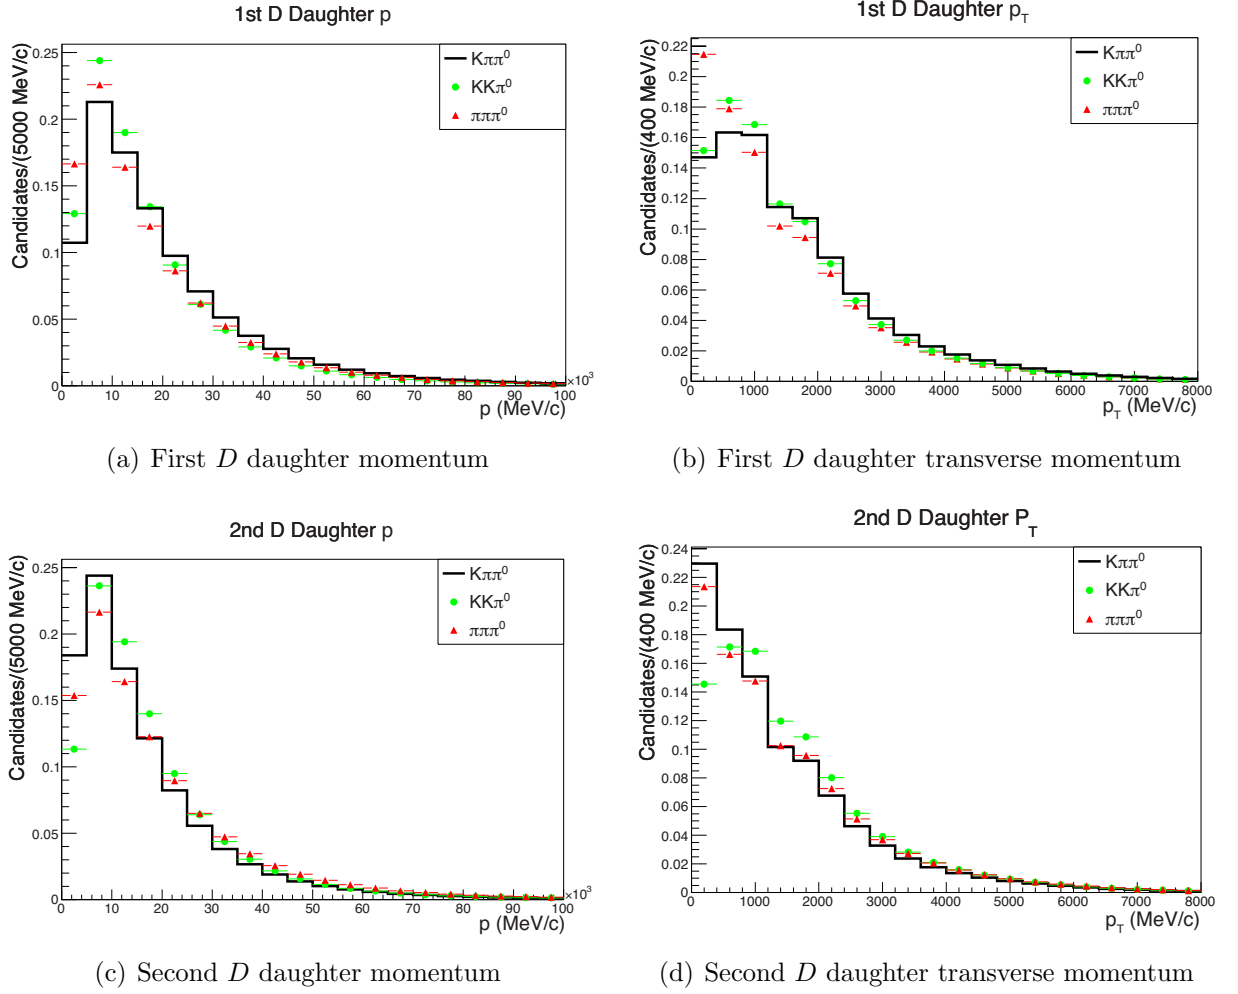 1st D Daughter p
Candidates/(5000 MeV/c)
0.25
0.2
0.15
0.1
0.05
0
Kππ⁰
KKπ⁰
πππ⁰
0 10 20 30 40 50 60 70 80 90 100
×10³
p (MeV/c)
(a) First D daughter momentum
1st D Daughter p_T
Candidates/(400 MeV/c)
0.22
0.2
0.18
0.16
0.14
0.12
0.1
0.08
0.06
0.04
0.02
0
Kππ⁰
KKπ⁰
πππ⁰
0 1000 2000 3000 4000 5000 6000 7000 8000
p_T (MeV/c)
(b) First D daughter transverse momentum
2nd D Daughter p
Candidates/(5000 MeV/c)
0.25
0.2
0.15
0.1
0.05
0
Kππ⁰
KKπ⁰
πππ⁰
0 10 20 30 40 50 60 70 80 90 100
×10³
p (MeV/c)
(c) Second D daughter momentum
2nd D Daughter P_T
Candidates/(400 MeV/c)
0.24
0.22
0.2
0.18
0.16
0.14
0.12
0.1
0.08
0.06
0.04
0.02
0
Kππ⁰
KKπ⁰
πππ⁰
0 1000 2000 3000 4000 5000 6000 7000 8000
p_T (MeV/c)
(d) Second D daughter transverse momentum